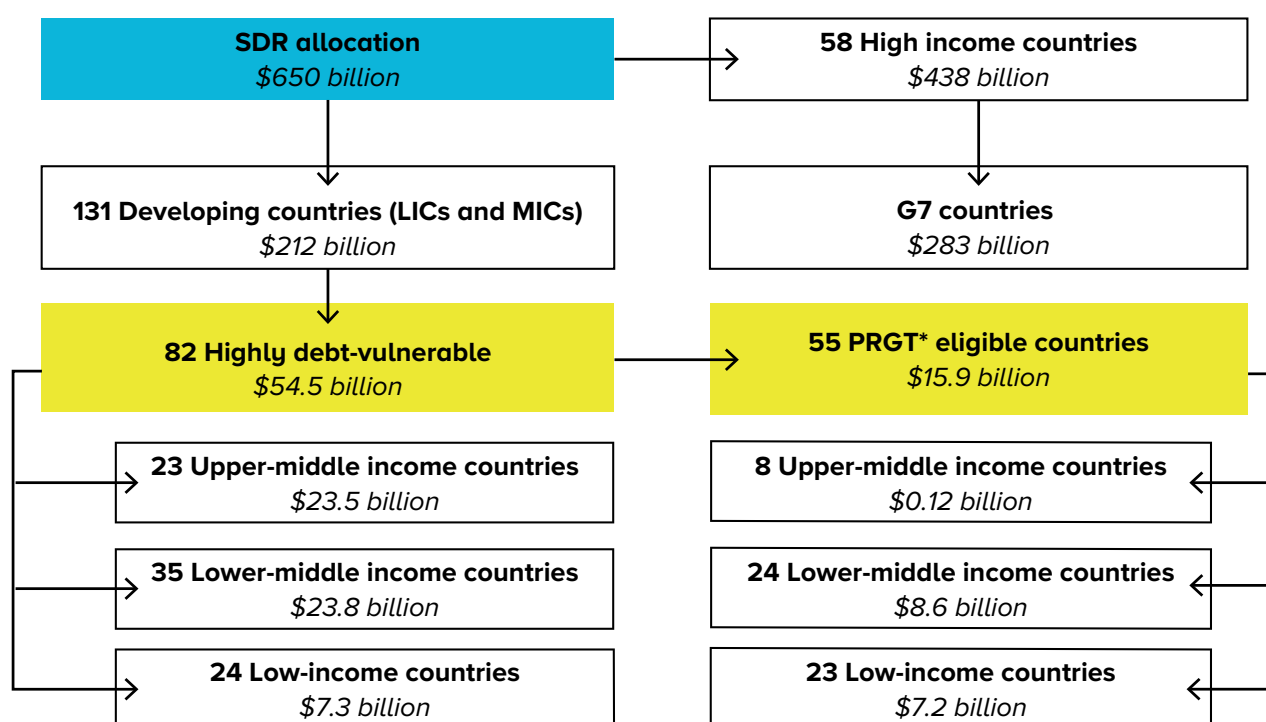 SDR allocation
$650 billion
58 High income countries
$438 billion
131 Developing countries (LICs and MICs)
$212 billion
G7 countries
$283 billion
82 Highly debt-vulnerable
$54.5 billion
55 PRGT* eligible countries
$15.9 billion
23 Upper-middle income countries
$23.5 billion
8 Upper-middle income countries
$0.12 billion
35 Lower-middle income countries
$23.8 billion
24 Lower-middle income countries
$8.6 billion
24 Low-income countries
$7.3 billion
23 Low-income countries
$7.2 billion